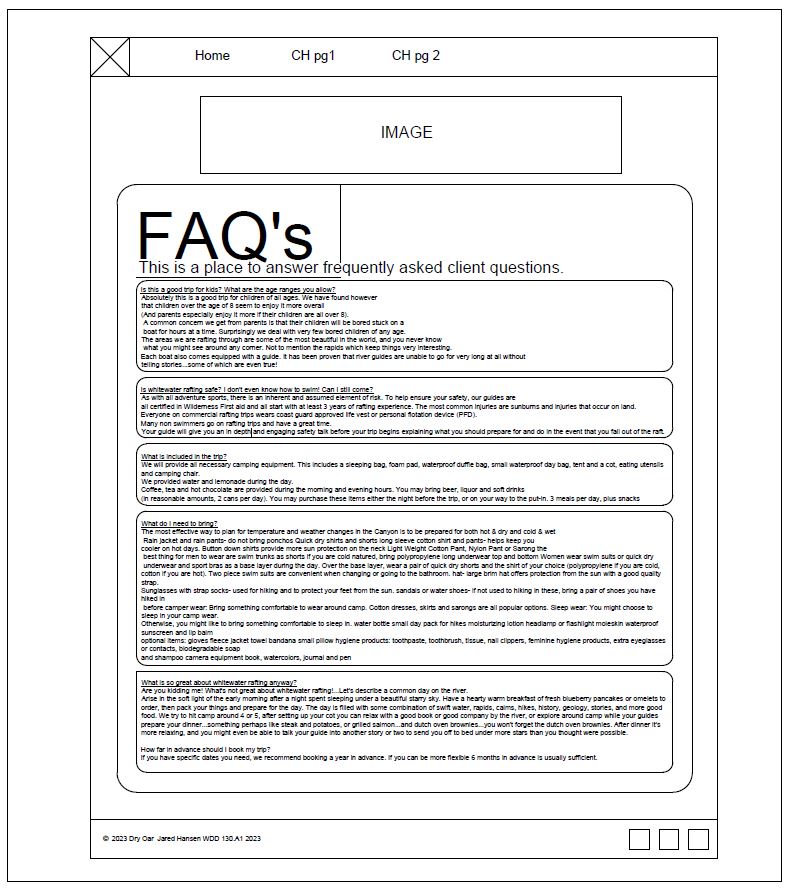 Home CH pg1 CH pg 2
IMAGE
FAQ's
This is a place to answer frequently asked client questions.
Is this a good trip for kids? What are the age ranges you allow?
Absolutely this is a good trip for children of all ages. We have found however
that children over the age of 8 seem to enjoy it more overall
(And parents especially enjoy it more if their children are all over 8).
A common concern we get from parents is that their children will be bored stuck on a
boat for hours at a time. Surprisingly we deal with very few bored children of any age.
The areas we are rafting through are some of the most beautiful in the world, and you never know
what you might see around any corner. Not to mention the rapids which keep things very interesting.
Each boat also comes equipped with a guide. It has been proven that river guides are unable to go for very long at all without
telling stories...some of which are even true!
Is whitewater rafting safe? I don't even know how to swim! Can I still come?
As with all adventure sports, there is an inherent and assumed element of risk. To help ensure your safety, our guides are
all certified in Wilderness First aid and all start with at least 3 years of rafting experience. The most common injuries are sunburns and injuries that occur on land.
Everyone on commercial rafting trips wears coast guard approved life vest or personal flotation device (PFD).
Many non swimmers go on rafting trips and have a great time.
Your guide will give you an in depth and engaging safety talk before your trip begins explaining what you should prepare for and do in the event that you fall out of the raft.
What is included in the trip?
We will provide all necessary camping equipment. This includes a sleeping bag, foam pad, waterproof duffle bag, small waterproof day bag, tent and a cot, eating utensils
and camping chair.
We provided water and lemonade during the day.
Coffee, tea and hot chocolate are provided during the morning and evening hours. You may bring beer, liquor and soft drinks
(in reasonable amounts, 2 cans per day). You may purchase these items either the night before the trip, or on your way to the put-in. 3 meals per day, plus snacks
What do I need to bring?
The most effective way to plan for temperature and weather changes in the Canyon is to be prepared for both hot & dry and cold & wet
Rain jacket and rain pants- do not bring ponchos Quick dry shirts and shorts long sleeve cotton shirt and pants- helps keep you
cooler on hot days. Button down shirts provide more sun protection on the neck Light Weight Cotton Pant, Nylon Pant or Sarong the
best thing for men to wear are swim trunks as shorts if you are cold natured, bring polypropylene long underwear top and bottom Women wear swim suits or quick dry
underwear and sport bras as a base layer during the day. Over the base layer, wear a pair of quick dry shorts and the shirt of your choice (polypropylene if you are cold,
cotton if you are hot). Two piece swim suits are convenient when changing or going to the bathroom. hat- large brim hat offers protection from the sun with a good quality
strap.
Sunglasses with strap socks- used for hiking and to protect your feet from the sun. sandals or water shoes- if not used to hiking in these, bring a pair of shoes you have
hiked in
before camper wear: Bring something comfortable to wear around camp. Cotton dresses, skirts and sarongs are all popular options. Sleep wear: You might choose to
sleep in your camp wear.
Otherwise, you might like to bring something comfortable to sleep in. water bottle small day pack for hikes moisturizing lotion headlamp or flashlight moleskin waterproof
sunscreen and lip balm
optional items: gloves fleece jacket towel bandana small pillow hygiene products: toothpaste, toothbrush, tissue, nail clippers, feminine hygiene products, extra eyeglasses
or contacts, biodegradable soap
and shampoo camera equipment book, watercolors, journal and pen
What is so great about whitewater rafting anyway?
Are you kidding me! What's not great about whitewater rafting!...Let's describe a common day on the river.
Arise in the soft light of the early morning after a night spent sleeping under a beautiful starry sky. Have a hearty warm breakfast of fresh blueberry pancakes or omelets to
order, then pack your things and prepare for the day. The day is filled with some combination of swift water, rapids, calms, hikes, history, geology, stories, and more good
food. We try to hit camp around 4 or 5, after setting up your cot you can relax with a good book or good company by the river, or explore around camp while your guides
prepare your dinner...something perhaps like steak and potatoes, or grilled salmon...and dutch oven brownies...you won't forget the dutch oven brownies. After dinner it's
more relaxing, and you might even be able to talk your guide into another story or two to send you off to bed under more stars than you thought were possible.
How far in advance should I book my trip?
If you have specific dates you need, we recommend booking a year in advance. If you can be more flexible 6 months in advance is usually sufficient.
© 2023 Dry Oar Jared Hansen WDD 130.A1 2023